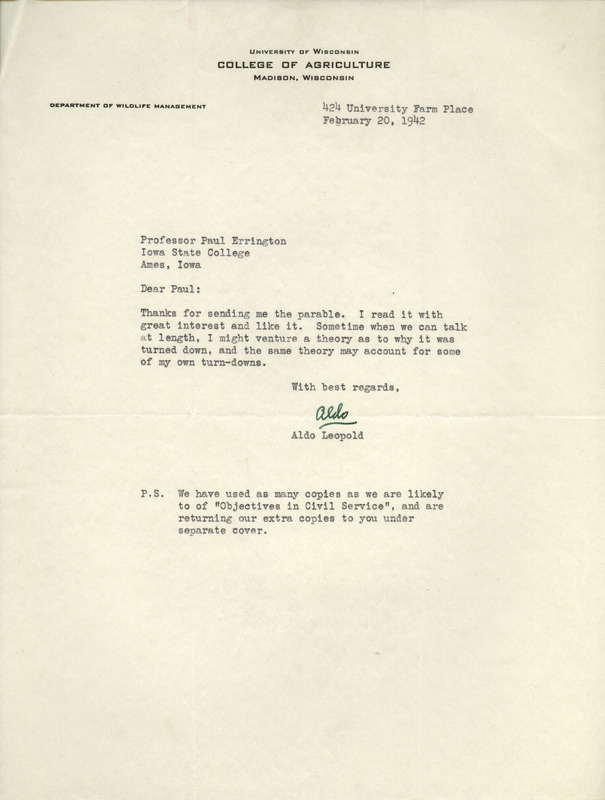 University of Wisconsin
COLLEGE OF AGRICULTURE
Madison, Wisconsin
DEPARTMENT OF WILDLIFE MANAGEMENT
424 University Farm Place
February 20, 1942
Professor Paul Errington
Iowa State College
Ames, Iowa
Dear Paul:
Thanks for sending me the parable. I read it with
great interest and like it. Sometime when we can talk
at length, I might venture a theory as to why it was
turned down, and the same theory may account for some
of my own turn-downs.
With best regards,
Aldo
Aldo Leopold
P.S. We have used as many copies as we are likely
to of "Objectives in Civil Service", and are
returning our extra copies to you under
separate cover.